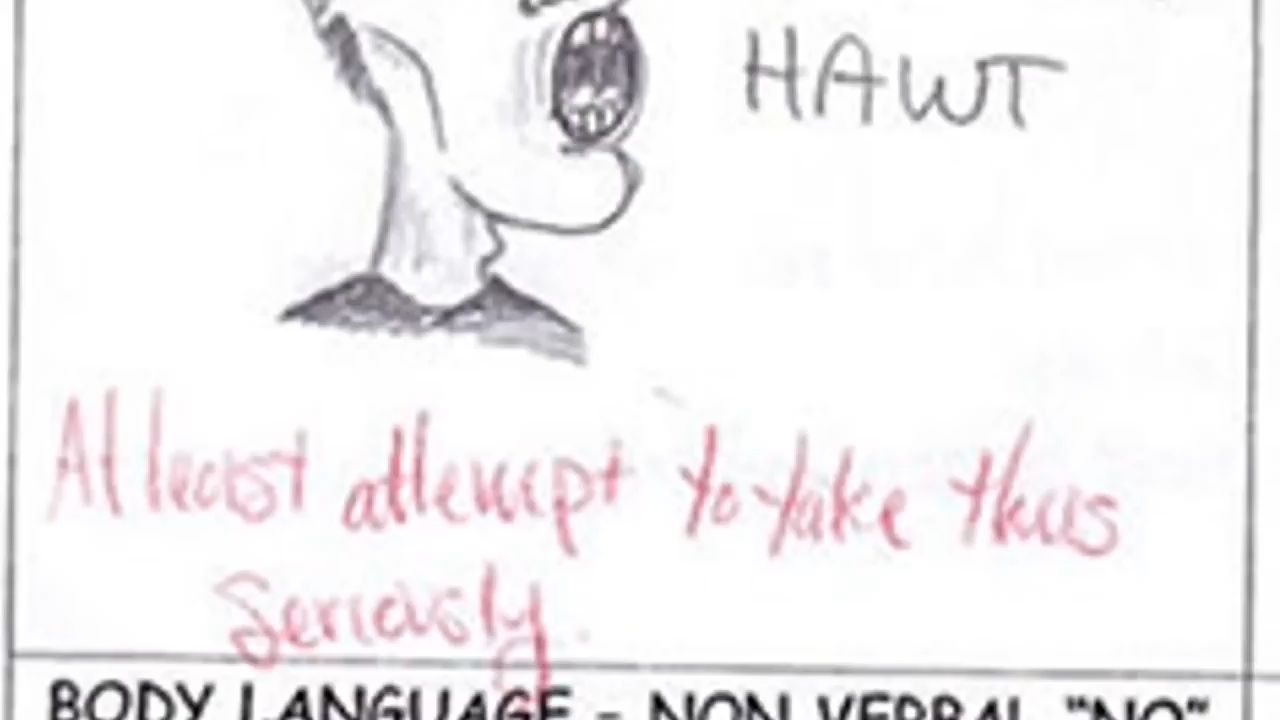 HAWT
At least attempt to take this
seriously.
BODY LANGUAGE - NON VERBAL "NO"